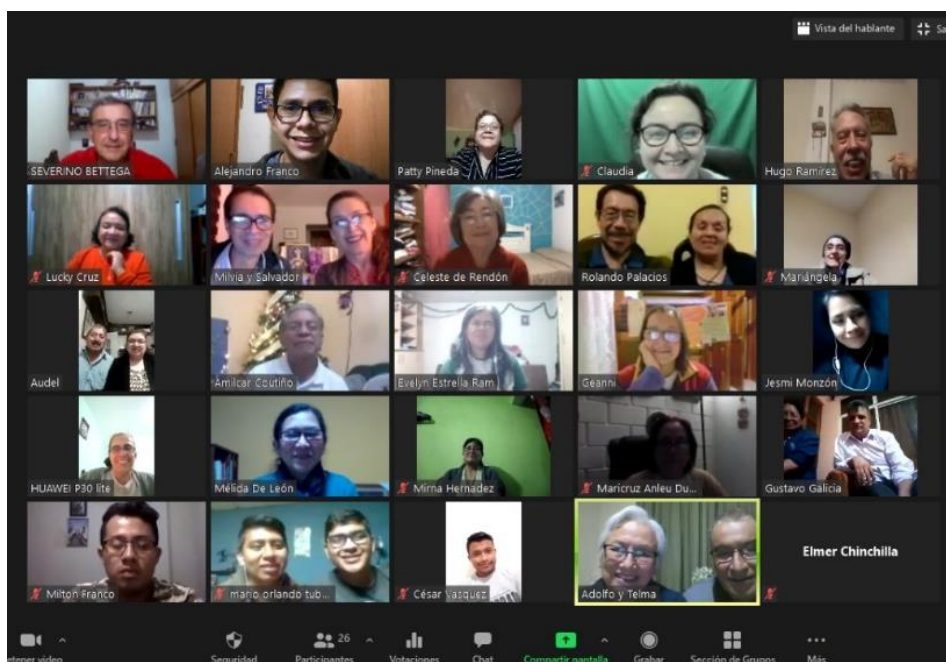 Vista del hablante
SEVERINO BETTEGA
Alejandro Franco
Patty Pineda
Claudia
Hugo Ramírez
Lucky Cruz
Milvia y Salvador
Celeste de Rendón
Rolando Palacios
Mariángela
Audel
Amilcar Coutiño
Evelyn Estrella Ram
Geanni
Jesmi Monzón
HUAWEI P30 lite
Mélida De León
Mirna Hernadez
Maricruz Anleu Du...
Gustavo Galicia
Milton Franco
mario orlando tub...
César Vasquez
Adolfo y Telma
Elmer Chinchilla
26
Seguridad
Participantes
Votaciones
Chat
Compartir pantalla
Grabar
Sección de Grupos
Más